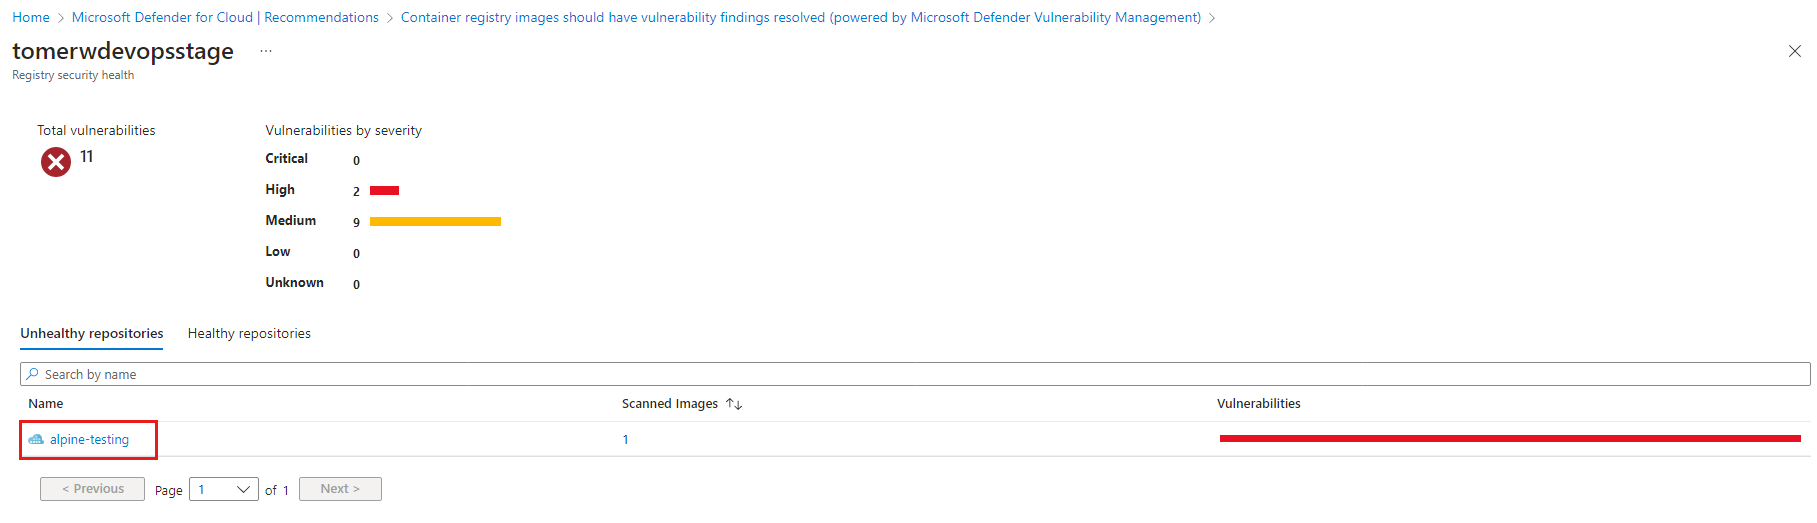 Home > Microsoft Defender for Cloud | Recommendations > Container registry images should have vulnerability findings resolved (powered by Microsoft Defender Vulnerability Management) >
tomerwdevopsstage ...
Registry security health
Total vulnerabilities
11
Vulnerabilities by severity
Critical 0
High 2
Medium 9
Low 0
Unknown 0
Unhealthy repositories Healthy repositories
Search by name
Name Scanned Images ↑↓ Vulnerabilities
alpine-testing 1
< Previous Page 1 of 1 Next >